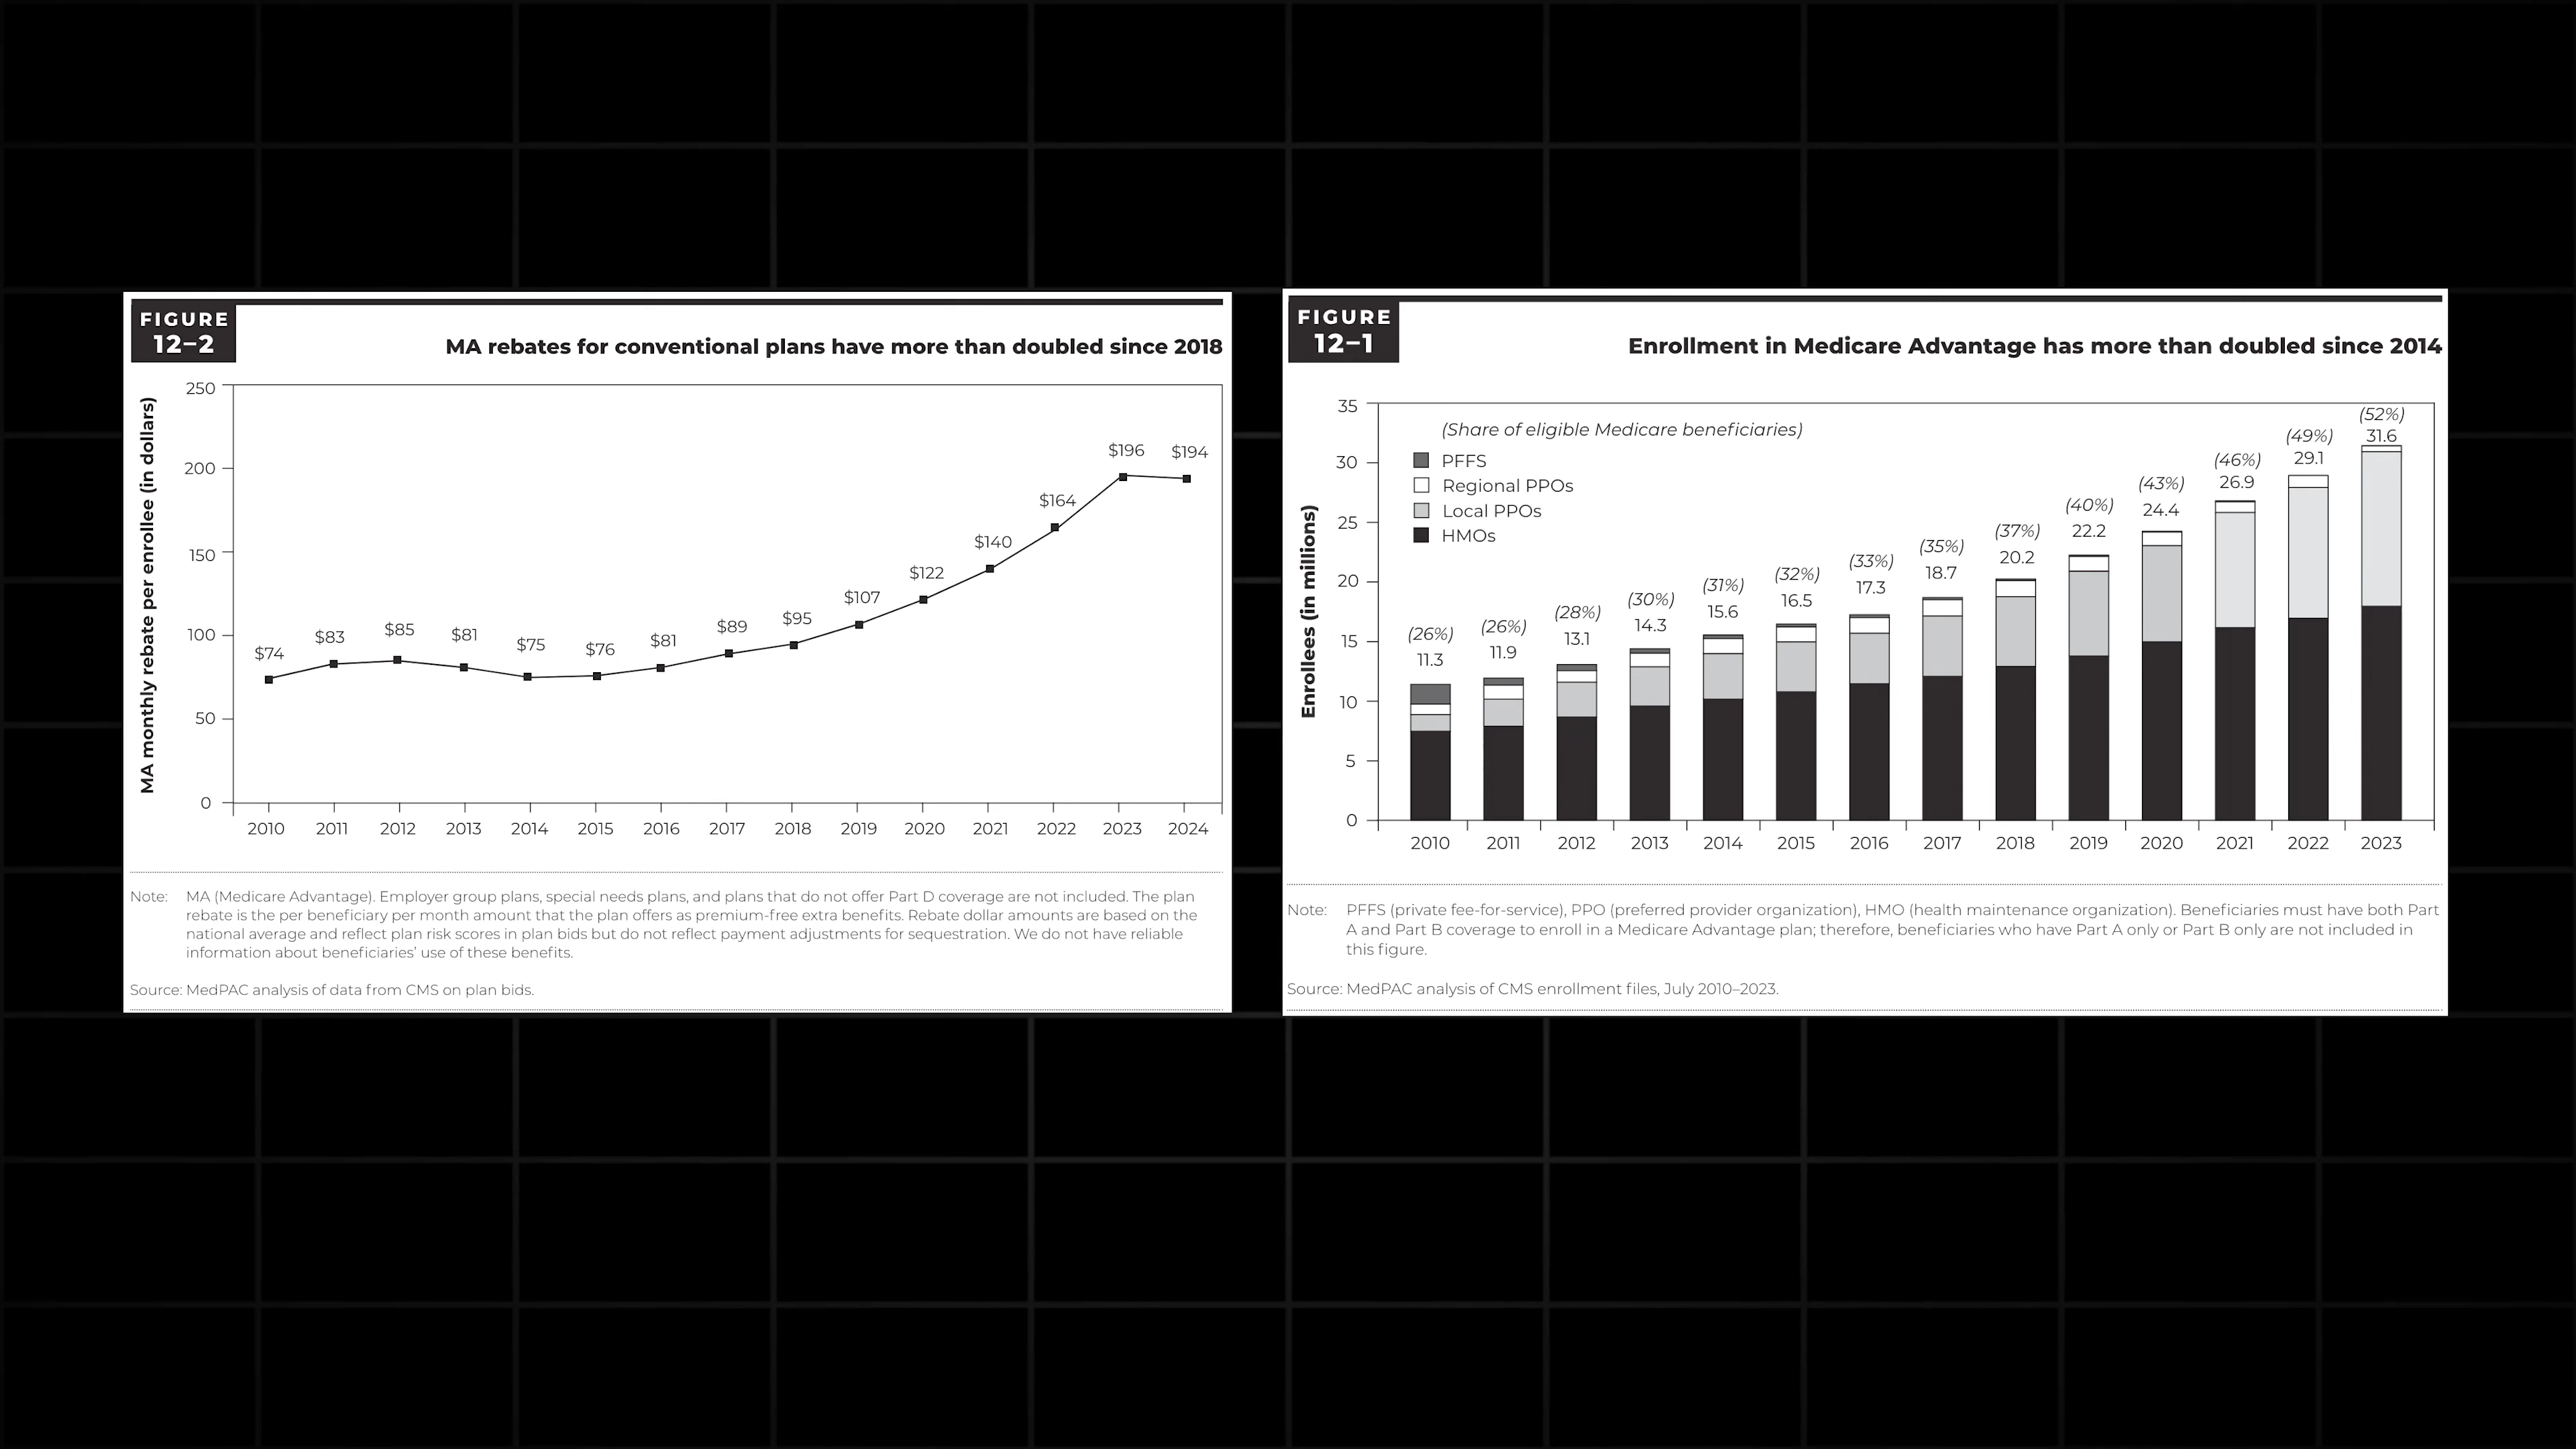 FIGURE
12–2
MA rebates for conventional plans have more than doubled since 2018
MA monthly rebate per enrollee (in dollars)
250
200
150
100
50
0
$74
$83
$85
$81
$75
$76
$81
$89
$95
$107
$122
$140
$164
$196
$194
2010 2011 2012 2013 2014 2015 2016 2017 2018 2019 2020 2021 2022 2023 2024
Note: MA (Medicare Advantage). Employer group plans, special needs plans, and plans that do not offer Part D coverage are not included. The plan
rebate is the per beneficiary per month amount that the plan offers as premium-free extra benefits. Rebate dollar amounts are based on the
national average and reflect plan risk scores in plan bids but do not reflect payment adjustments for sequestration. We do not have reliable
information about beneficiaries’ use of these benefits.
Source: MedPAC analysis of data from CMS on plan bids.
FIGURE
12–1
Enrollment in Medicare Advantage has more than doubled since 2014
Enrollees (in millions)
35
30
25
20
15
10
5
0
(Share of eligible Medicare beneficiaries)
PFFS
Regional PPOs
Local PPOs
HMOs
(26%)
11.3
(26%)
11.9
(28%)
13.1
(30%)
14.3
(31%)
15.6
(32%)
16.5
(33%)
17.3
(35%)
18.7
(37%)
20.2
(40%)
22.2
(43%)
24.4
(46%)
26.9
(49%)
29.1
(52%)
31.6
2010 2011 2012 2013 2014 2015 2016 2017 2018 2019 2020 2021 2022 2023
Note: PFFS (private fee-for-service), PPO (preferred provider organization), HMO (health maintenance organization). Beneficiaries must have both Part
A and Part B coverage to enroll in a Medicare Advantage plan; therefore, beneficiaries who have Part A only or Part B only are not included in
this figure.
Source: MedPAC analysis of CMS enrollment files, July 2010–2023.